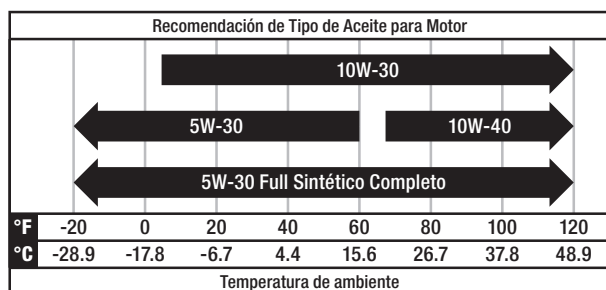 Recomendación de Tipo de Aceite para Motor
10W-30
5W-30 10W-40
5W-30 Full Sintético Completo
°F -20 0 20 40 60 80 100 120
°C -28.9 -17.8 -6.7 4.4 15.6 26.7 37.8 48.9
Temperatura de ambiente